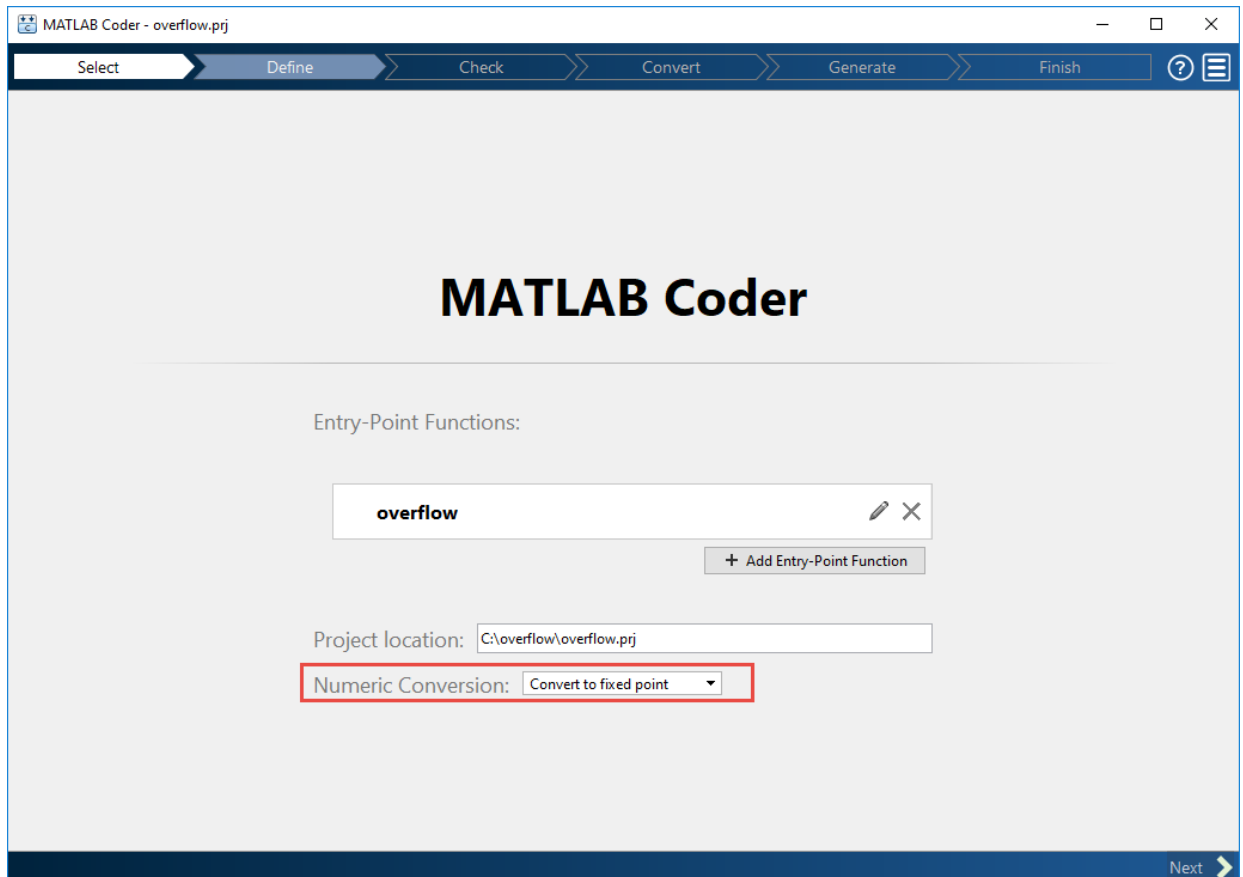 MATLAB Coder - overflow.prj
Select Define Check Convert Generate Finish ?
MATLAB Coder
Entry-Point Functions:
overflow
+ Add Entry-Point Function
Project location: C:\overflow\overflow.prj
Numeric Conversion: Convert to fixed point
Next